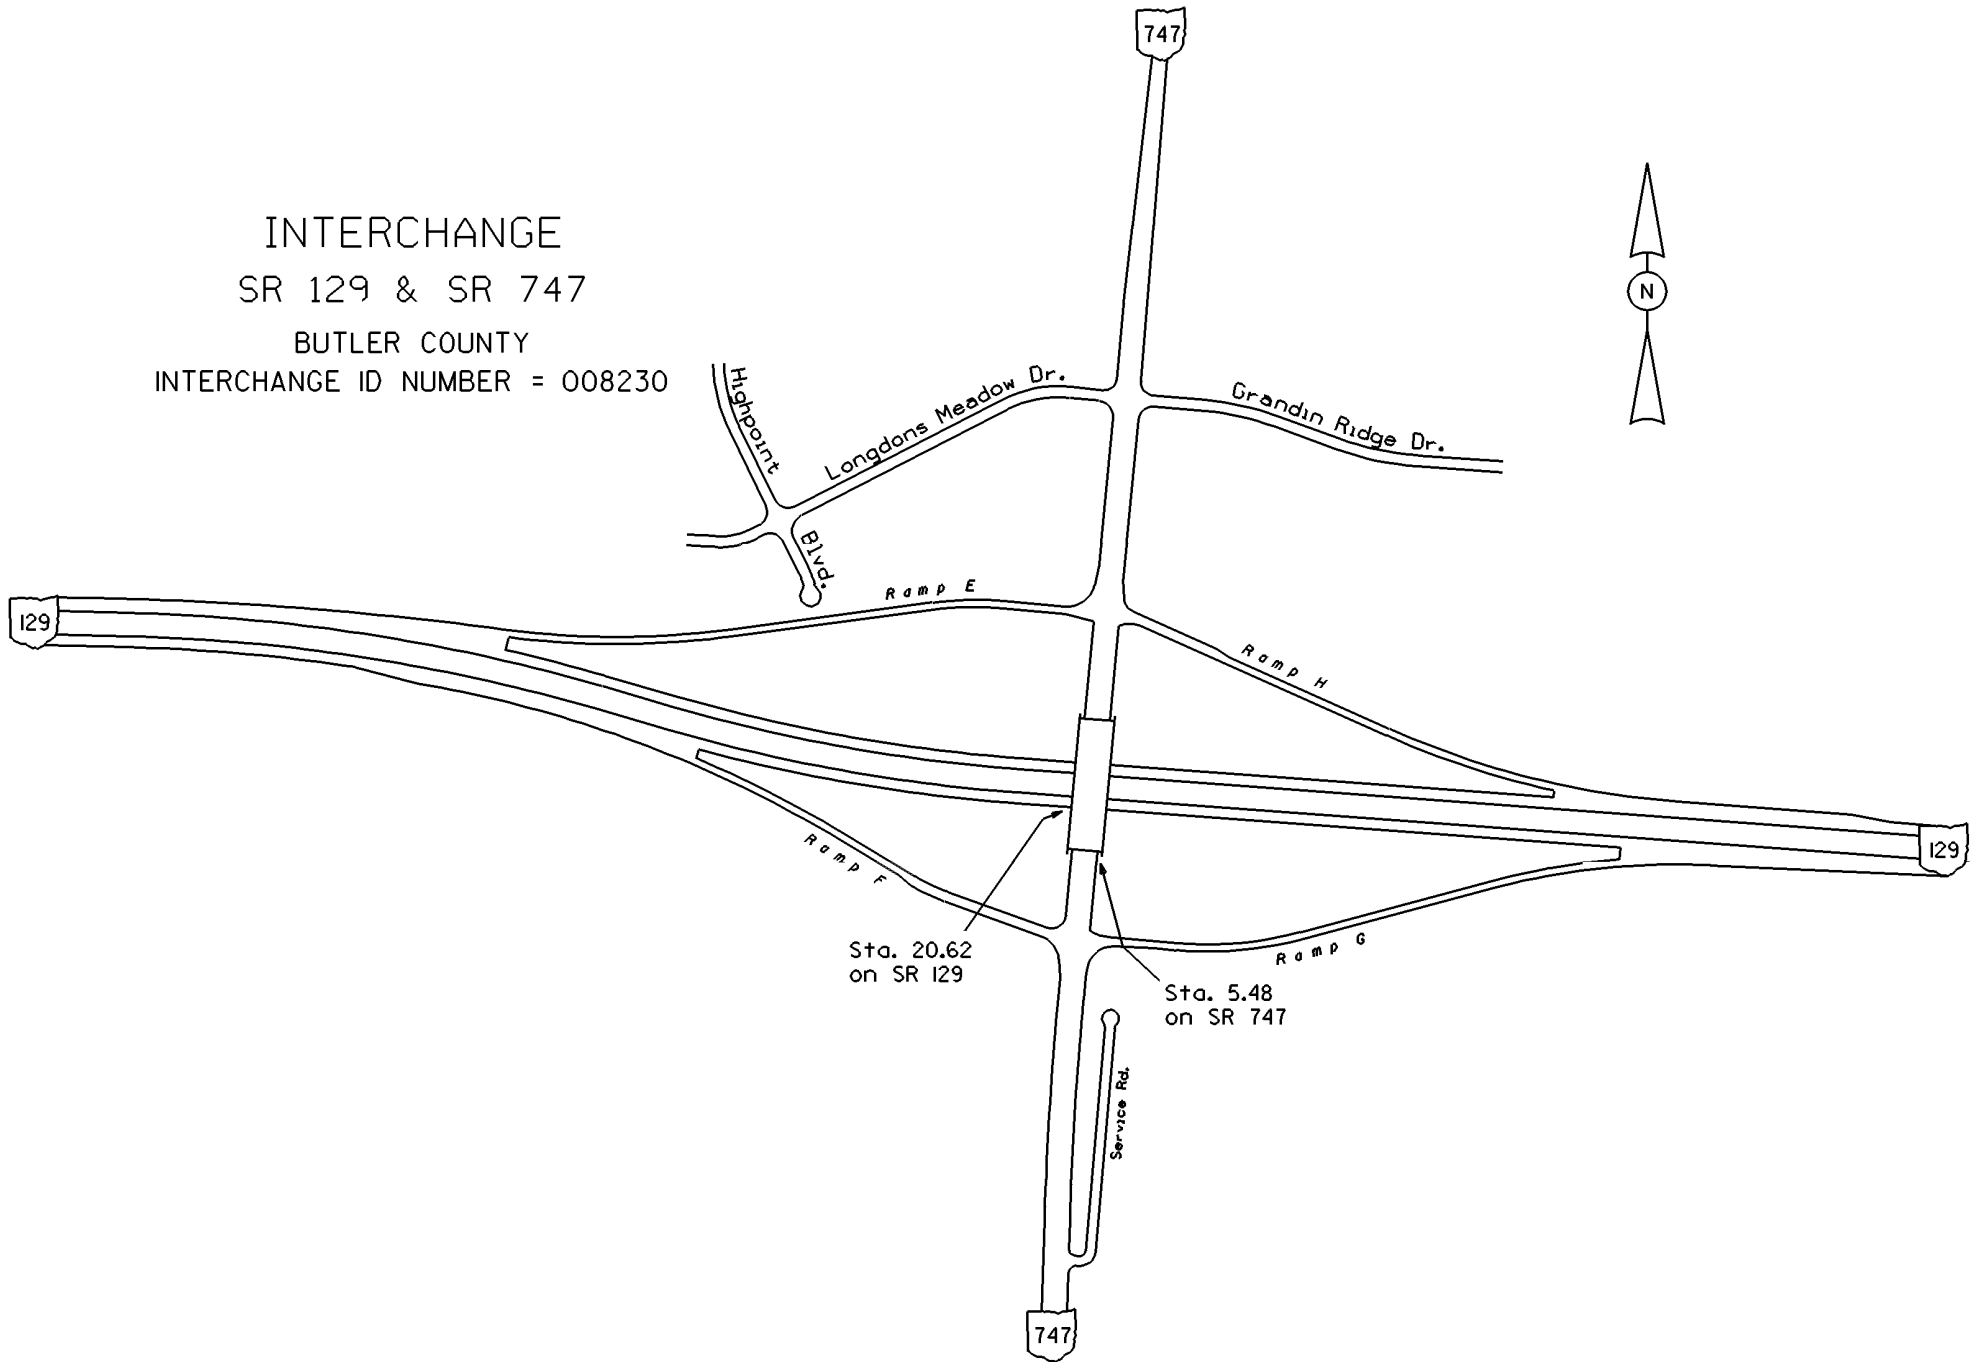 747
INTERCHANGE
SR 129 & SR 747
BUTLER COUNTY
INTERCHANGE ID NUMBER = 008230
N
Highpoint
Blvd.
Longdons Meadow Dr.
Grandin Ridge Dr.
129
Ramp E
Ramp H
Ramp F
Ramp G
129
Sta. 20.62
on SR 129
Sta. 5.48
on SR 747
Service Rd.
747